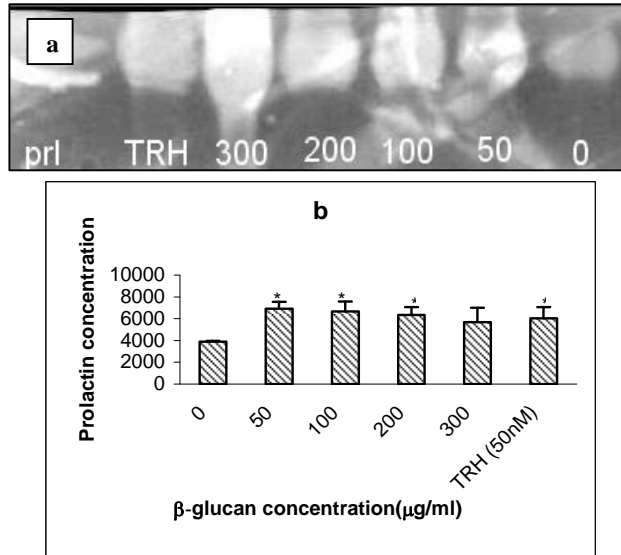 a
prl TRH 300 200 100 50 0
b
Prolactin concentration
10000
8000
6000
4000
2000
0
* * * *
0 50 100 200 300 TRH (50nM)
β-glucan concentration(μg/ml)